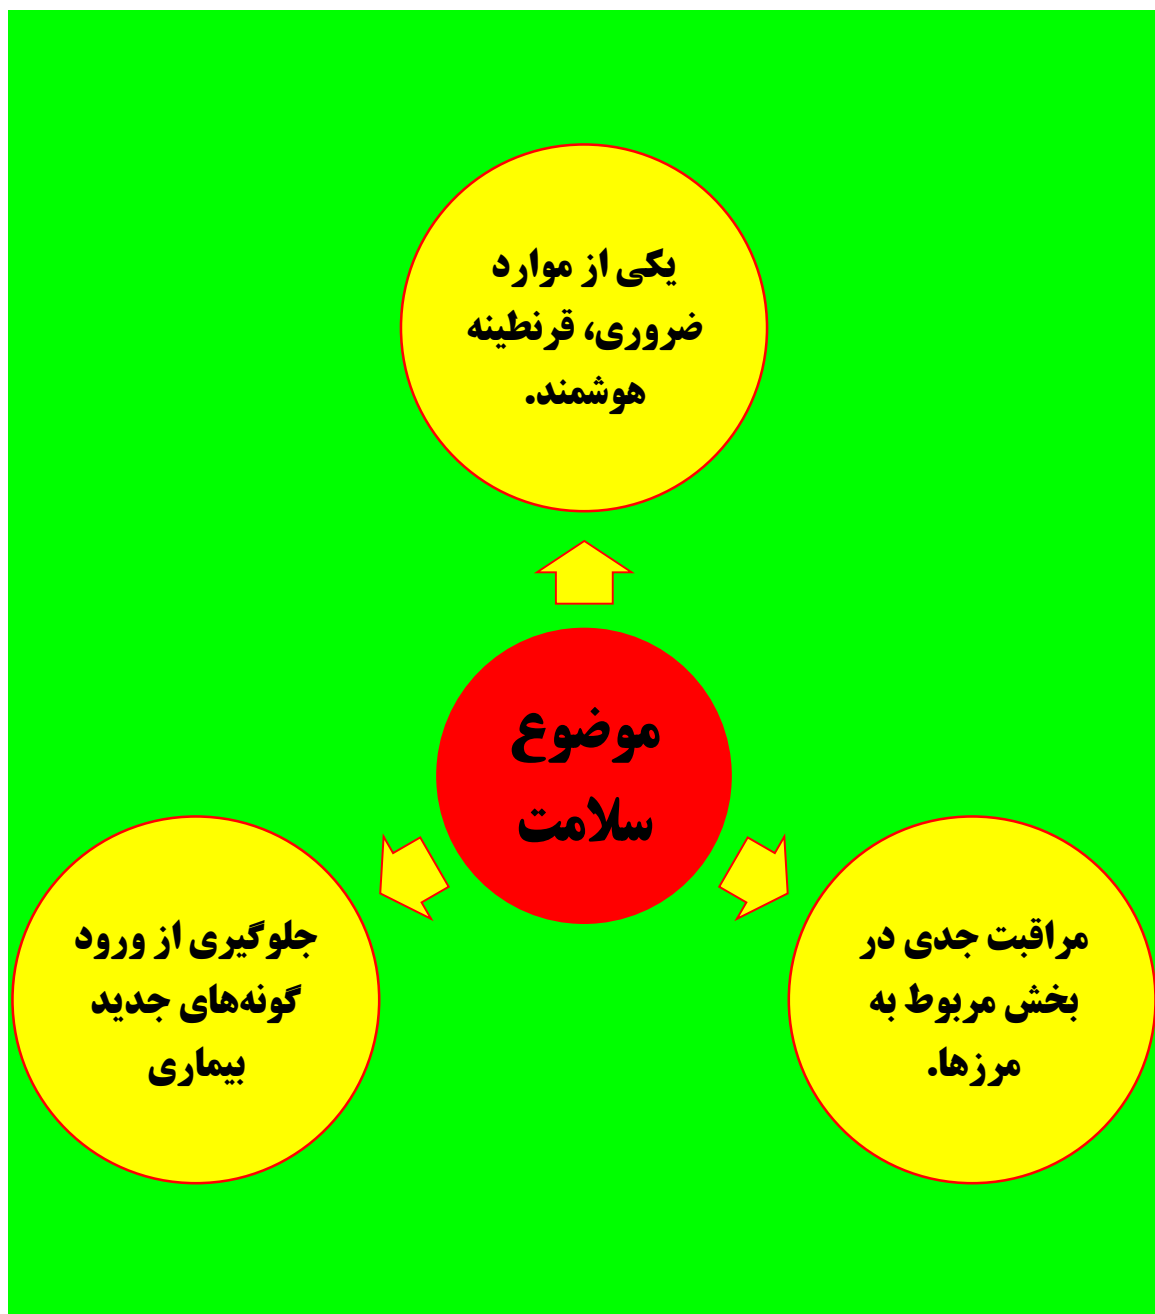 یکی از موارد
ضروری، قرنطینه
هوشمند.
موضوع
سلامت
مراقبت جدی در
بخش مربوط به
مرزها.
جلوگیری از ورود
گونه‌های جدید
بیماری